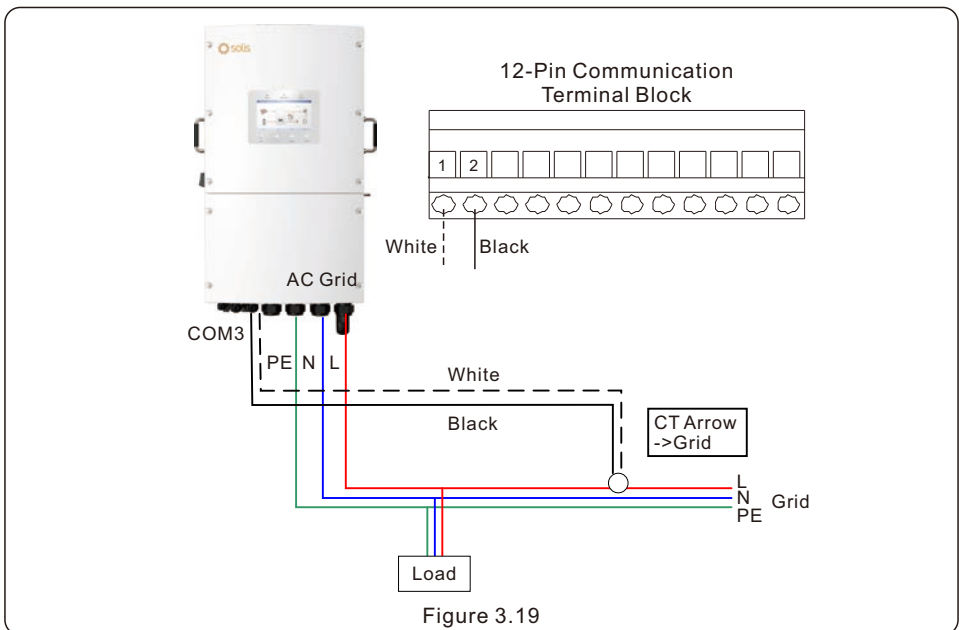 solis
12-Pin Communication
Terminal Block
1 2
White Black
AC Grid
COM3
PE N L
White
Black
CT Arrow
->Grid
L
N Grid
PE
Load
Figure 3.19